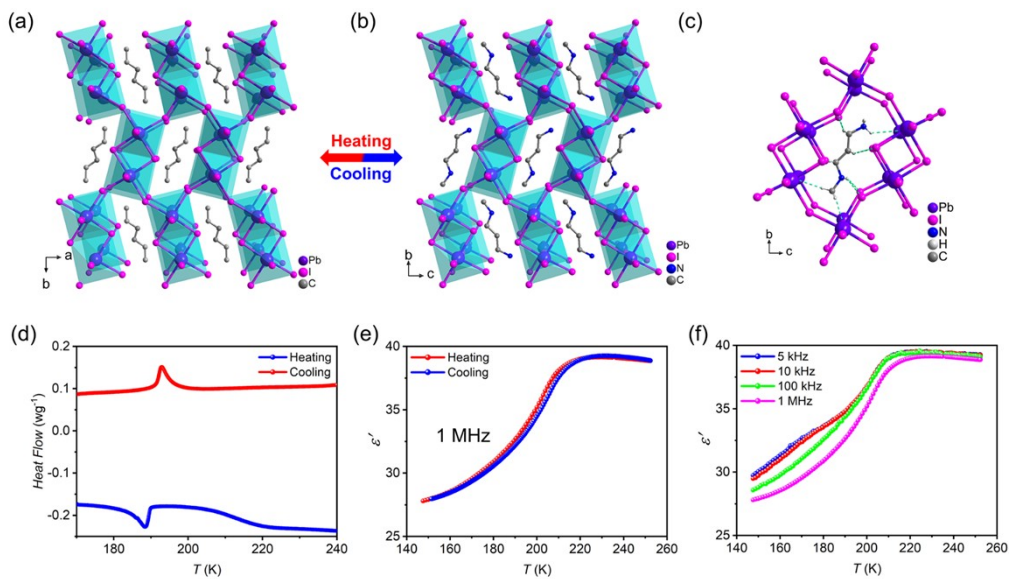 (a)
a
b
Pb
I
C
Heating
Cooling
(b)
b
c
Pb
I
N
C
(c)
b
c
Pb
I
N
H
C
(d)
Heat Flow (wg⁻¹)
0.2
0.1
0.0
-0.1
-0.2
Heating
Cooling
180 200 220 240
T (K)
(e)
ε′
40
35
30
25
Heating
Cooling
1 MHz
140 160 180 200 220 240 260
T (K)
(f)
ε′
40
35
30
25
5 kHz
10 kHz
100 kHz
1 MHz
140 160 180 200 220 240 260
T (K)